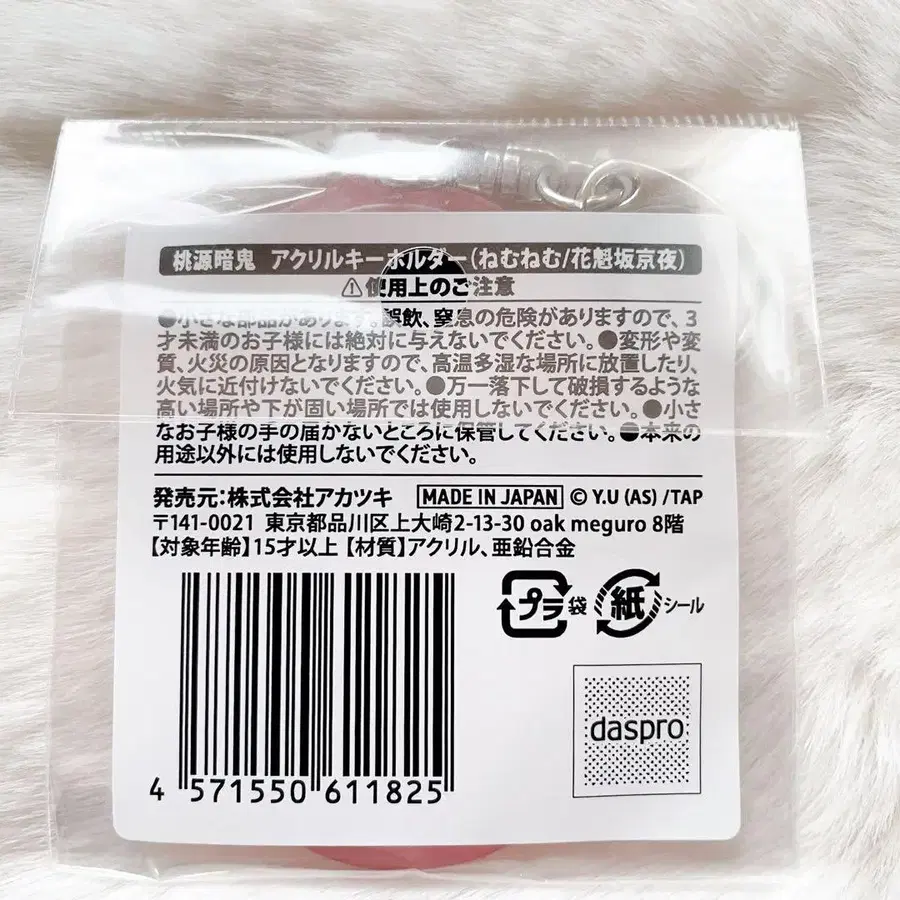 桃源暗鬼 アクリルキーホルダー(ねむねむ/花魁坂京夜)
⚠使用上のご注意
●小さな部品があります。誤飲、窒息の危険がありますので、3
才未満のお子様には絶対に与えないでください。●変形や変
質、火災の原因となりますので、高温多湿な場所に放置したり、
火気に近付けないでください。●万一落下して破損するような
高い場所や下が固い場所では使用しないでください。●小さ
なお子様の手の届かないところに保管してください。●本来の
用途以外には使用しないでください。
発売元:株式会社アカツキ MADE IN JAPAN © Y.U (AS) /TAP
〒141-0021 東京都品川区上大崎2-13-30 oak meguro 8階
【対象年齢】15才以上【材質】アクリル、亜鉛合金
プラ 袋 紙 シール
daspro
4 571550 611825